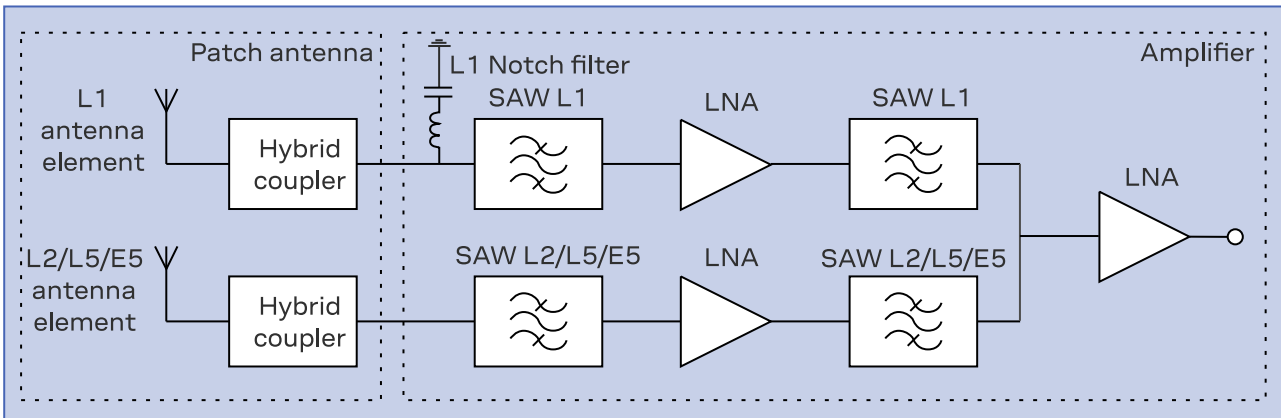 Patch antenna
Amplifier
L1
antenna
element
Hybrid
coupler
L1 Notch filter
SAW L1
LNA
SAW L1
LNA
L2/L5/E5
antenna
element
Hybrid
coupler
SAW L2/L5/E5
LNA
SAW L2/L5/E5